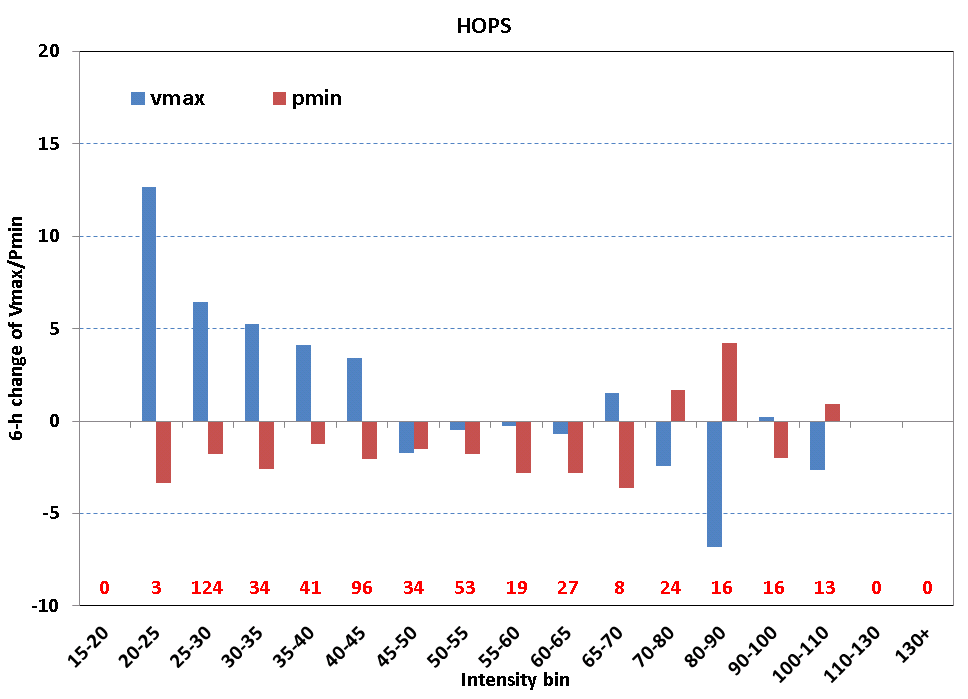 HOPS
vmax pmin
6-h change of Vmax/Pmin
20
15
10
5
0
-5
-10
0 3 124 34 41 96 34 53 19 27 8 24 16 16 13 0 0
15-20 20-25 25-30 30-35 35-40 40-45 45-50 50-55 55-60 60-65 65-70 70-80 80-90 90-100 100-110 110-130 130+
Intensity bin